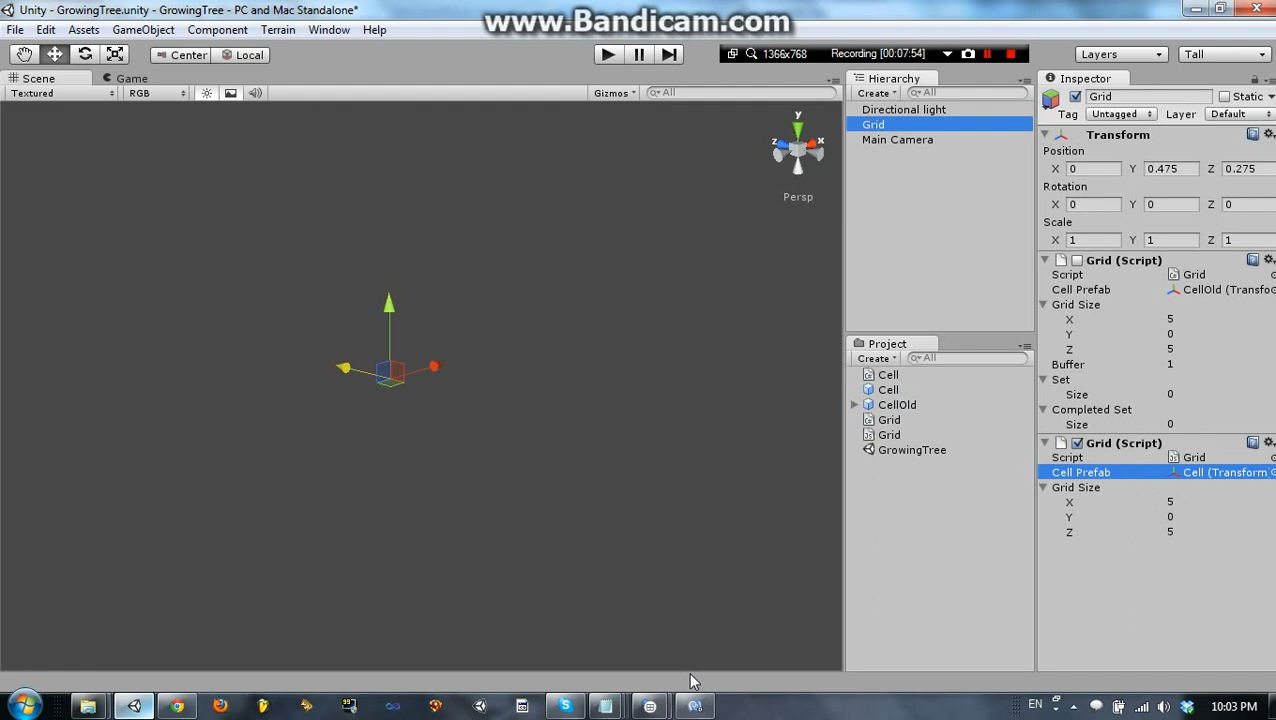 Unity - GrowingTree.unity - GrowingTree - PC and Mac Standalone*
www.Bandicam.com
File Edit Assets GameObject Component Terrain Window Help
Center Local
1366x768 Recording [00:07:54]
Layers Tall
Scene Game
Textured RGB Gizmos All
y
z x
Persp
Hierarchy
Create All
Directional light
Grid
Main Camera
Project
Create All
Cell
Cell
CellOld
Grid
Grid
GrowingTree
Inspector
Grid Static
Tag Untagged Layer Default
Transform
Position
X 0 Y 0.475 Z 0.275
Rotation
X 0 Y 0 Z 0
Scale
X 1 Y 1 Z 1
Grid (Script)
Script Grid
Cell Prefab CellOld (Transfo
Grid Size
X 5
Y 0
Z 5
Buffer 1
Set
Size 0
Completed Set
Size 0
Grid (Script)
Script Grid
Cell Prefab Cell (Transform
Grid Size
X 5
Y 0
Z 5
EN 10:03 PM